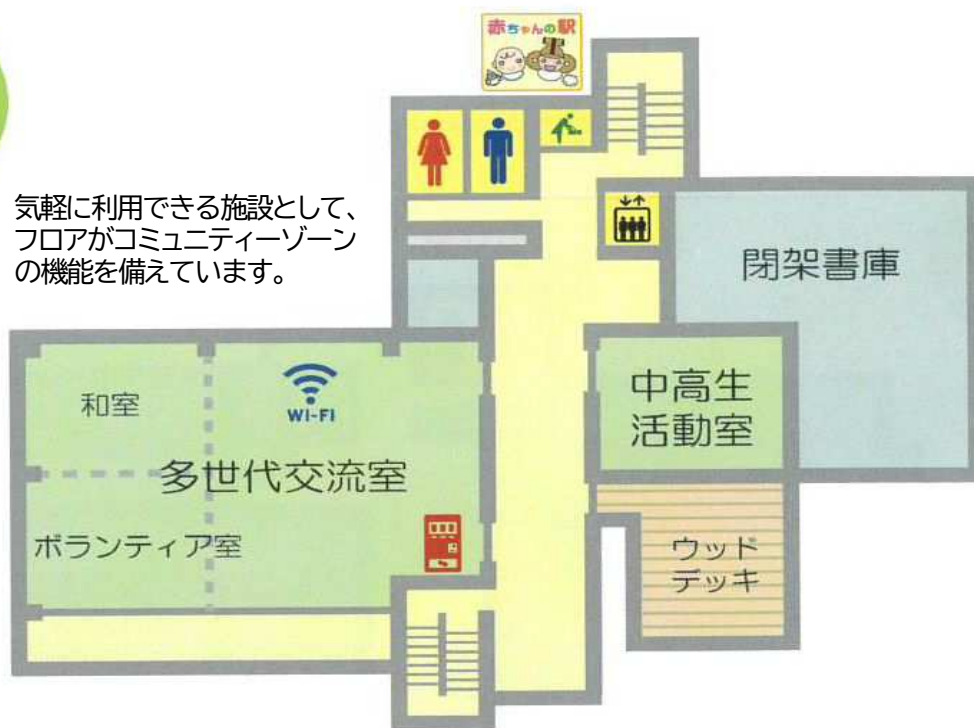 赤ちゃんの駅
気軽に利用できる施設として、
フロアがコミュニティーゾーン
の機能を備えています。
閉架書庫
和室
WI-FI
中高生
活動室
多世代交流室
ボランティア室
ウッド
デッキ